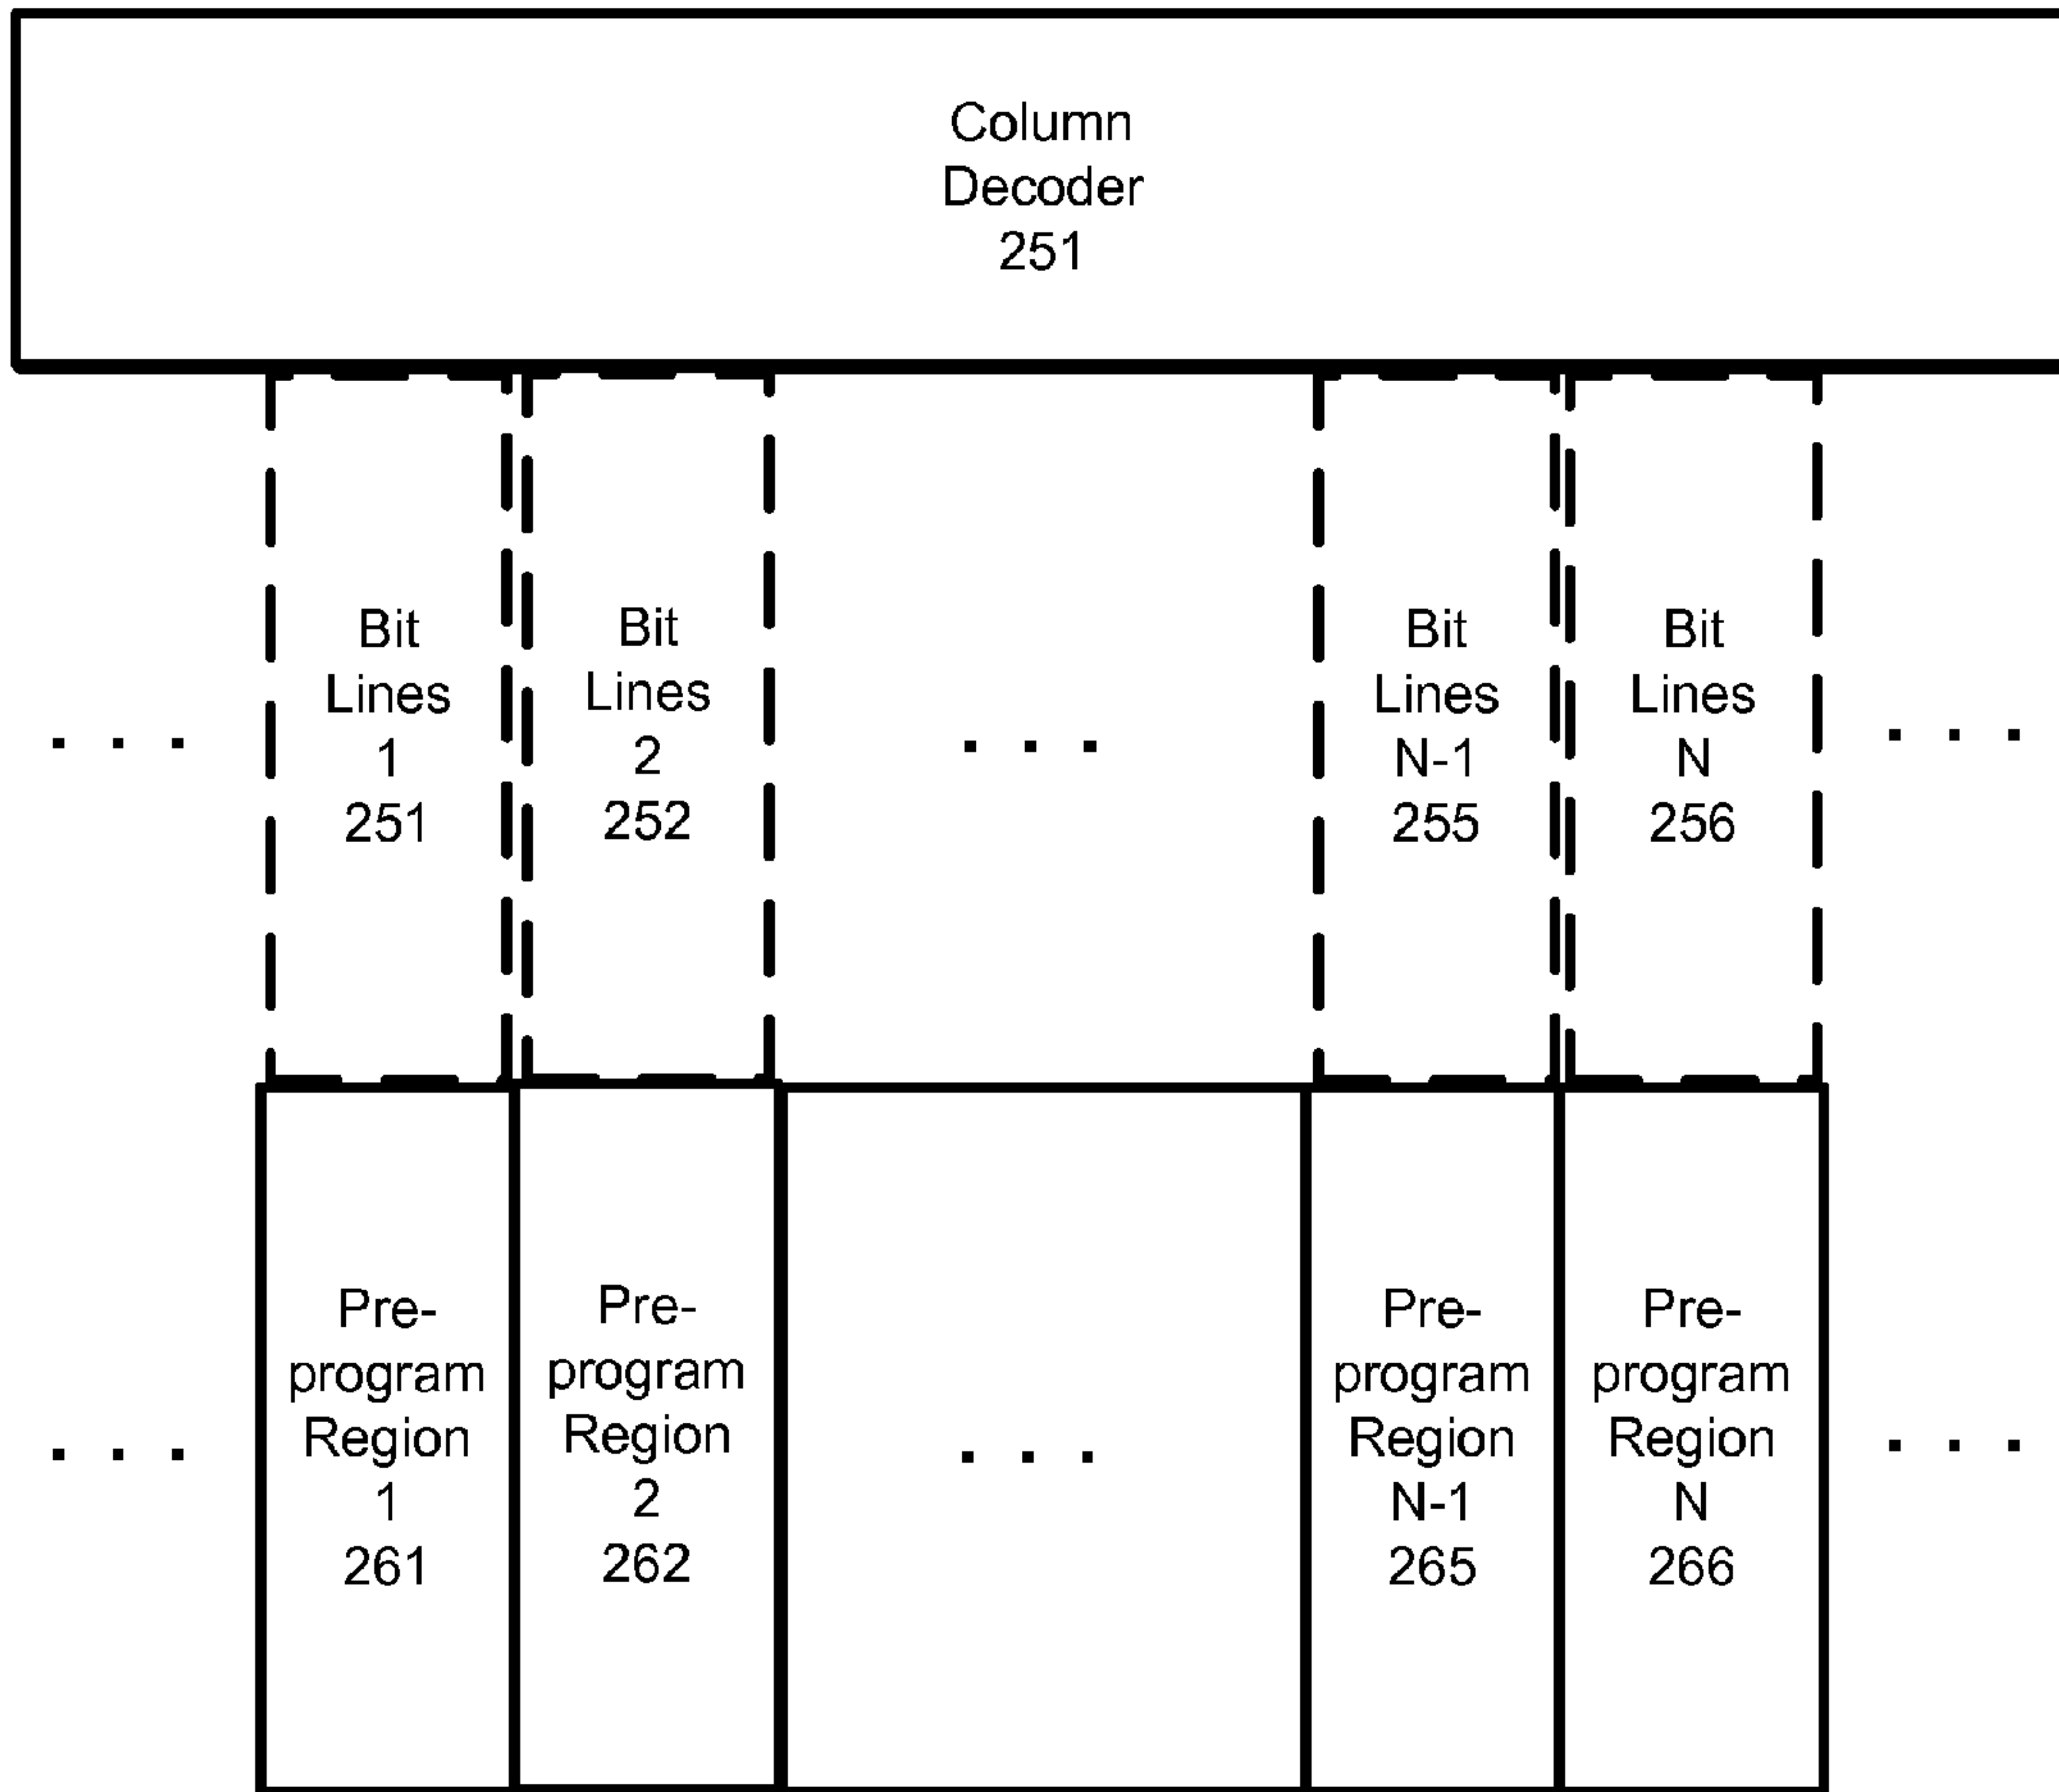 Column
Decoder
251
. . .
Bit
Lines
1
251
Bit
Lines
2
252
. . .
Bit
Lines
N-1
255
Bit
Lines
N
256
. . .
. . .
Pre-
program
Region
1
261
Pre-
program
Region
2
262
. . .
Pre-
program
Region
N-1
265
Pre-
program
Region
N
266
. . .